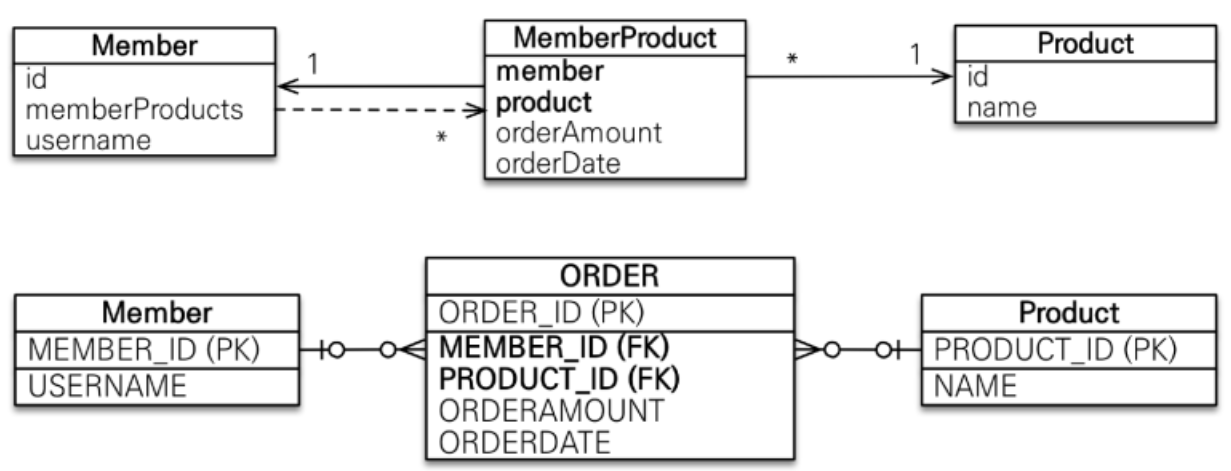 Member
id
memberProducts
username
1
*
MemberProduct
member
product
orderAmount
orderDate
*
1
Product
id
name
Member
MEMBER_ID (PK)
USERNAME
ORDER
ORDER_ID (PK)
MEMBER_ID (FK)
PRODUCT_ID (FK)
ORDERAMOUNT
ORDERDATE
Product
PRODUCT_ID (PK)
NAME